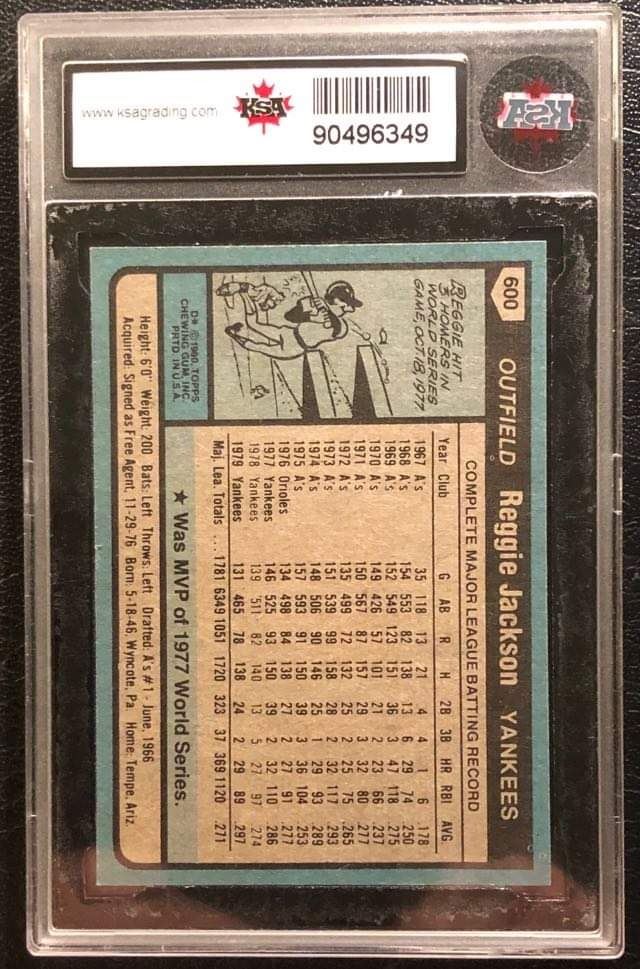 www.ksagrading.com KSA 90496349
KSA
600 OUTFIELD Reggie Jackson YANKEES
REGGIE HIT
3 HOMERS IN
WORLD SERIES
GAME, OCT. 18, 1977
D* © 1980 TOPPS
CHEWING GUM INC.
PRTD. IN U.S.A.
COMPLETE MAJOR LEAGUE BATTING RECORD
Year Club G AB R H 2B 3B HR RBI AVG
1967 A's 35 118 13 21 4 4 1 6 .178
1968 A's 154 553 82 138 13 6 29 74 .250
1969 A's 152 549 123 151 36 3 47 118 .275
1970 A's 149 426 57 101 21 2 23 66 .237
1971 A's 150 567 87 157 29 3 32 80 .277
1972 A's 135 499 72 132 25 2 25 75 .265
1973 A's 151 539 99 158 28 2 32 117 .293
1974 A's 148 506 90 146 25 1 29 93 .289
1975 A's 157 593 91 150 39 3 36 104 .253
1976 Orioles 134 498 84 138 27 2 27 91 .277
1977 Yankees 146 525 93 150 39 2 32 110 .286
1978 Yankees 139 511 82 140 13 5 27 97 .274
1979 Yankees 131 465 78 138 24 2 29 89 .297
Maj. Lea. Totals ... 1781 6349 1051 1720 323 37 369 1120 .271
★ Was MVP of 1977 World Series.
Height: 6'0" Weight: 200 Bats: Left Throws: Left Drafted: A's #1 - June, 1966
Acquired: Signed as Free Agent, 11-29-76 Born: 5-18-46, Wyncote, Pa. Home: Tempe, Ariz.